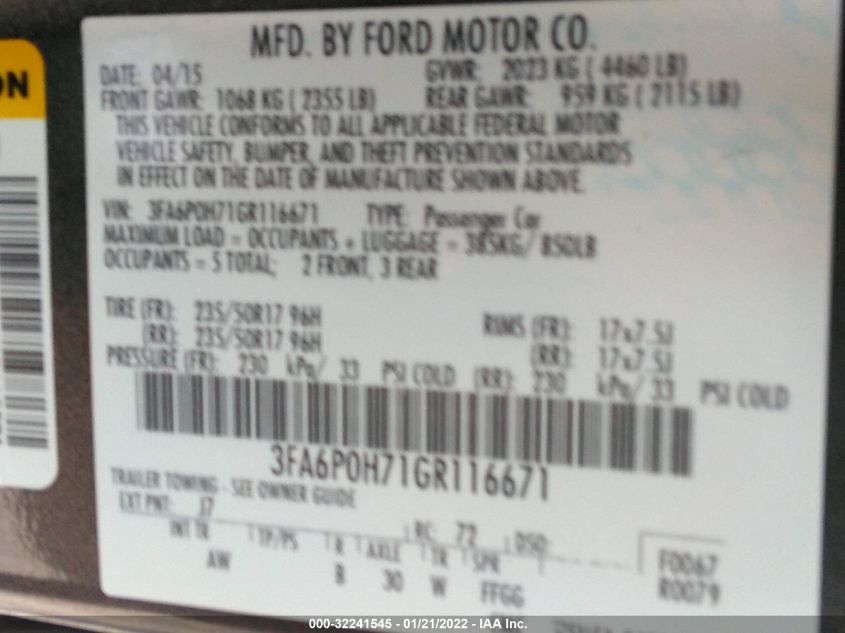 ON
MFD. BY FORD MOTOR CO.
DATE: 04/15 GVWR: 2023 KG ( 4460 LB)
FRONT GAWR: 1068 KG ( 2355 LB) REAR GAWR: 959 KG ( 2115 LB)
THIS VEHICLE CONFORMS TO ALL APPLICABLE FEDERAL MOTOR
VEHICLE SAFETY, BUMPER, AND THEFT PREVENTION STANDARDS
IN EFFECT ON THE DATE OF MANUFACTURE SHOWN ABOVE.
VIN: 3FA6P0H71GR116671 TYPE: Passenger Car
MAXIMUM LOAD = OCCUPANTS + LUGGAGE = 385KG/ 850LB
OCCUPANTS = 5 TOTAL; 2 FRONT, 3 REAR
TIRE (FR): 235/50R17 96H RIMS (FR): 17x7.5J
(RR): 235/50R17 96H (RR): 17x7.5J
PRESSURE (FR): 230 kPa/ 33 PSI COLD (RR): 230 kPa/ 33 PSI COLD
3FA6P0H71GR116671
TRAILER TOWING - SEE OWNER GUIDE
EXT PNT: J7 RC: 72 DSO:
INT TR TP/PS R AXLE TR SPR F0067
AW B 30 W FFGG R0079
000-32241545 - 01/21/2022 - IAA Inc.